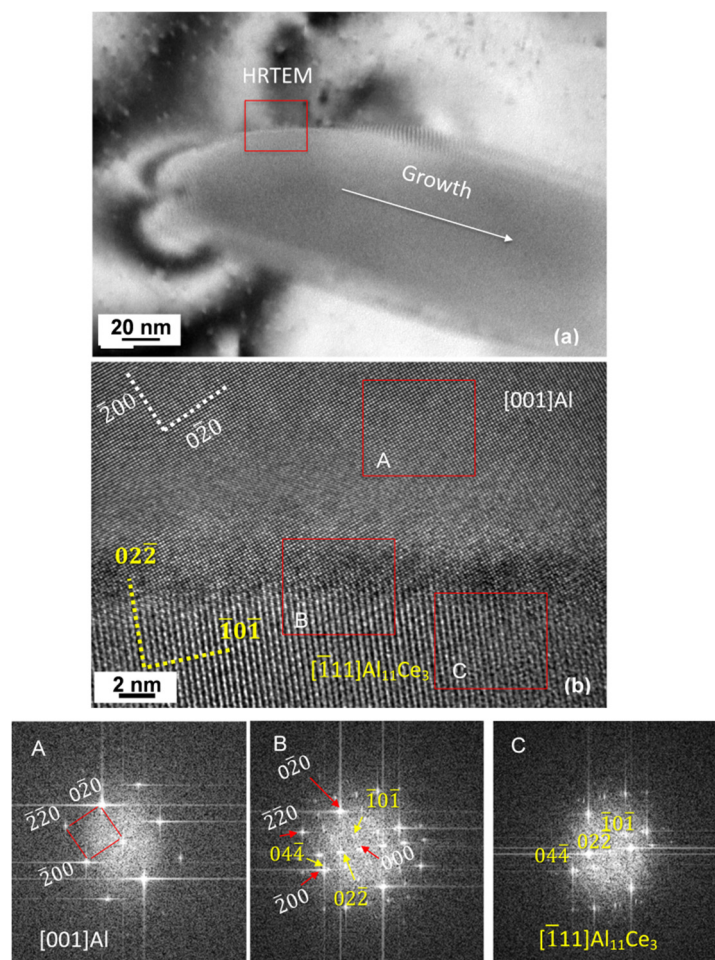 HRTEM
Growth
20 nm
(a)
2̅00
02̅0
[001]Al
A
022̅
1̅01̅
B
C
[1̅11]Al₁₁Ce₃
2 nm
(b)
A
02̅0
2̅2̅0
2̅00
[001]Al
B
02̅0
1̅01̅
2̅2̅0
044̅
000
2̅00
022̅
C
1̅01̅
022̅
044̅
[1̅11]Al₁₁Ce₃